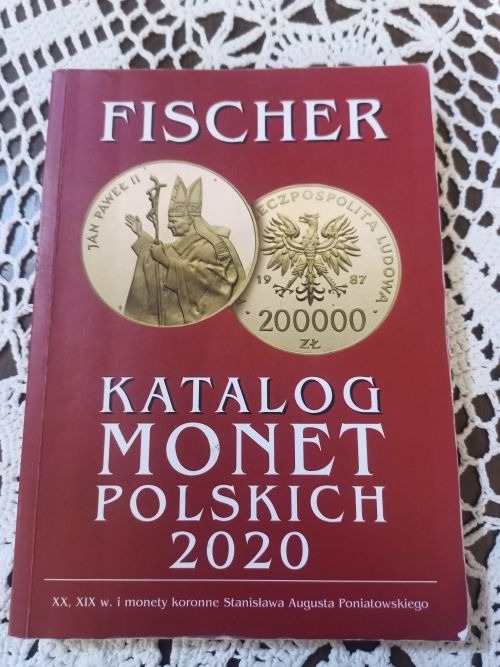 FISCHER
JAN PAWEŁ II
RZECZPOSPOLITA LUDOWA
19 87
200000
ZŁ
KATALOG
MONET
POLSKICH
2020
XX, XIX w. i monety koronne Stanisława Augusta Poniatowskiego